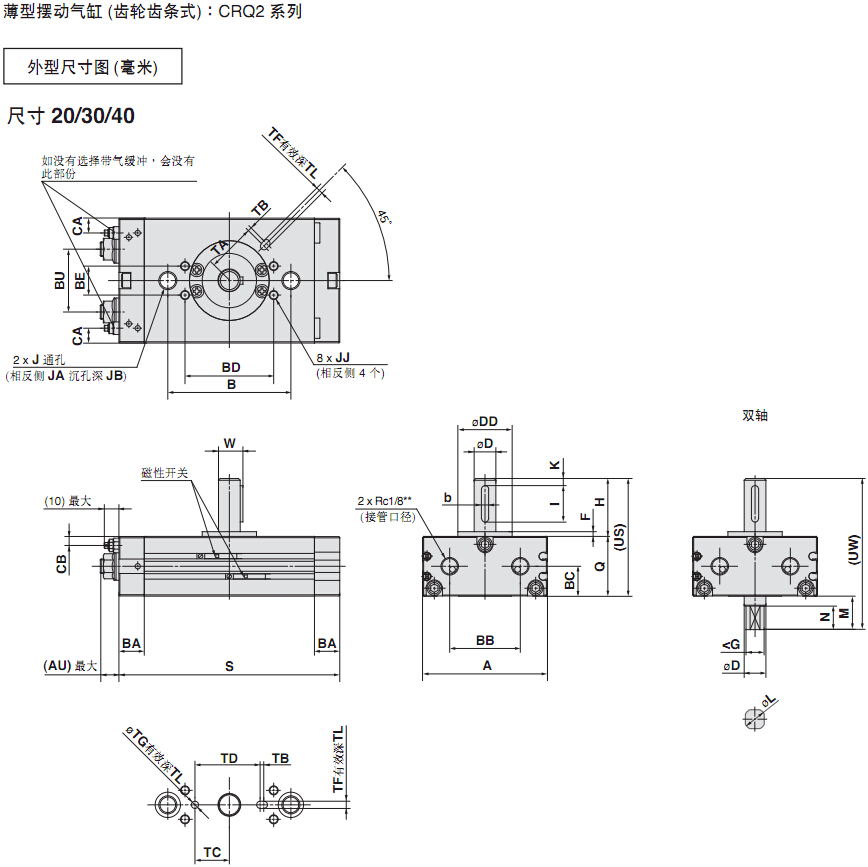 薄型摆动气缸 (齿轮齿条式)：CRQ2 系列
外型尺寸图 (毫米)
尺寸 20/30/40
如没有选择带气缓冲，会没有
此部份
TF有效深TL
TB
TA
45°
CA
BU
BE
CA
2 x J 通孔
(相反侧 JA 沉孔深 JB)
BD
B
8 x JJ
(相反侧 4 个)
W
磁性开关
(10) 最大
CB
BA
BA
(AU) 最大
S
øDD
øD
K
b
I
H
F
(US)
2 x Rc1/8**
(接管口径)
Q
BC
BB
A
双轴
(UW)
M
N
<G
øD
øL
øTG有效深TL
TD
TB
TF有效深TL
TC